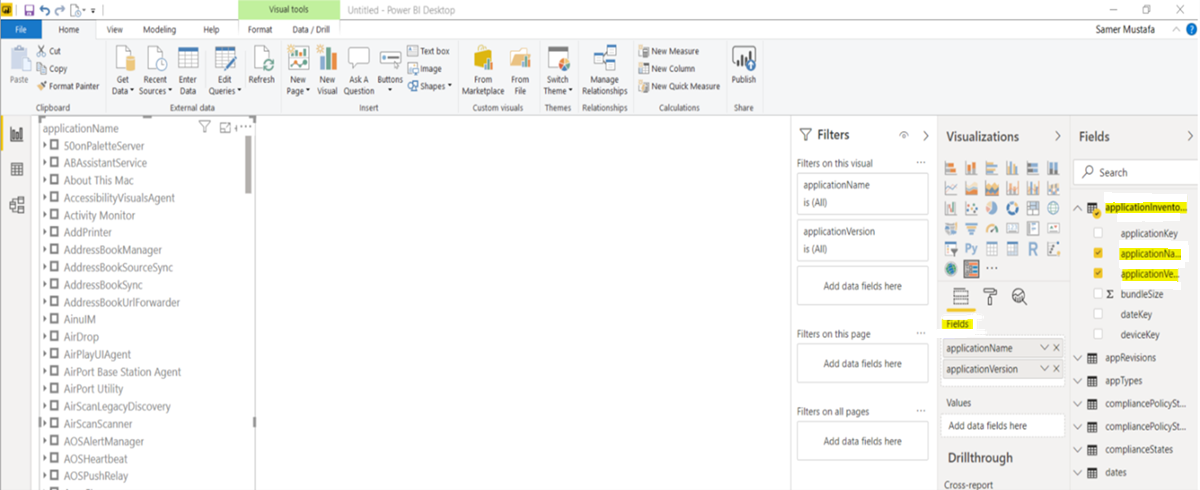 Visual tools
Untitled - Power BI Desktop
File Home View Modeling Help Format Data / Drill
Samer Mustafa
Paste
Cut
Copy
Format Painter
Clipboard
Get Data
Recent Sources
Enter Data
Edit Queries
Refresh
External data
New Page
New Visual
Ask A Question
Buttons
Text box
Image
Shapes
Insert
From Marketplace
From File
Custom visuals
Switch Theme
Themes
Manage Relationships
Relationships
New Measure
New Column
New Quick Measure
Calculations
Publish
Share
applicationName
50onPaletteServer
ABAssistantService
About This Mac
AccessibilityVisualsAgent
Activity Monitor
AddPrinter
AddressBookManager
AddressBookSourceSync
AddressBookSync
AddressBookUrlForwarder
AinuIM
AirDrop
AirPlayUIAgent
AirPort Base Station Agent
AirPort Utility
AirScanLegacyDiscovery
AirScanScanner
AOSAlertManager
AOSHeartbeat
AOSPushRelay
Filters
Filters on this visual ...
applicationName
is (All)
applicationVersion
is (All)
Add data fields here
Filters on this page ...
Add data fields here
Filters on all pages ...
Add data fields here
Visualizations
Py
R
...
Fields
applicationName
applicationVersion
Values
Add data fields here
Drillthrough
Cross-report
Fields
Search
applicationInvento...
applicationKey
applicationNa...
applicationVe...
Σ bundleSize
dateKey
deviceKey
appRevisions
appTypes
compliancePolicySt...
compliancePolicySt...
complianceStates
dates